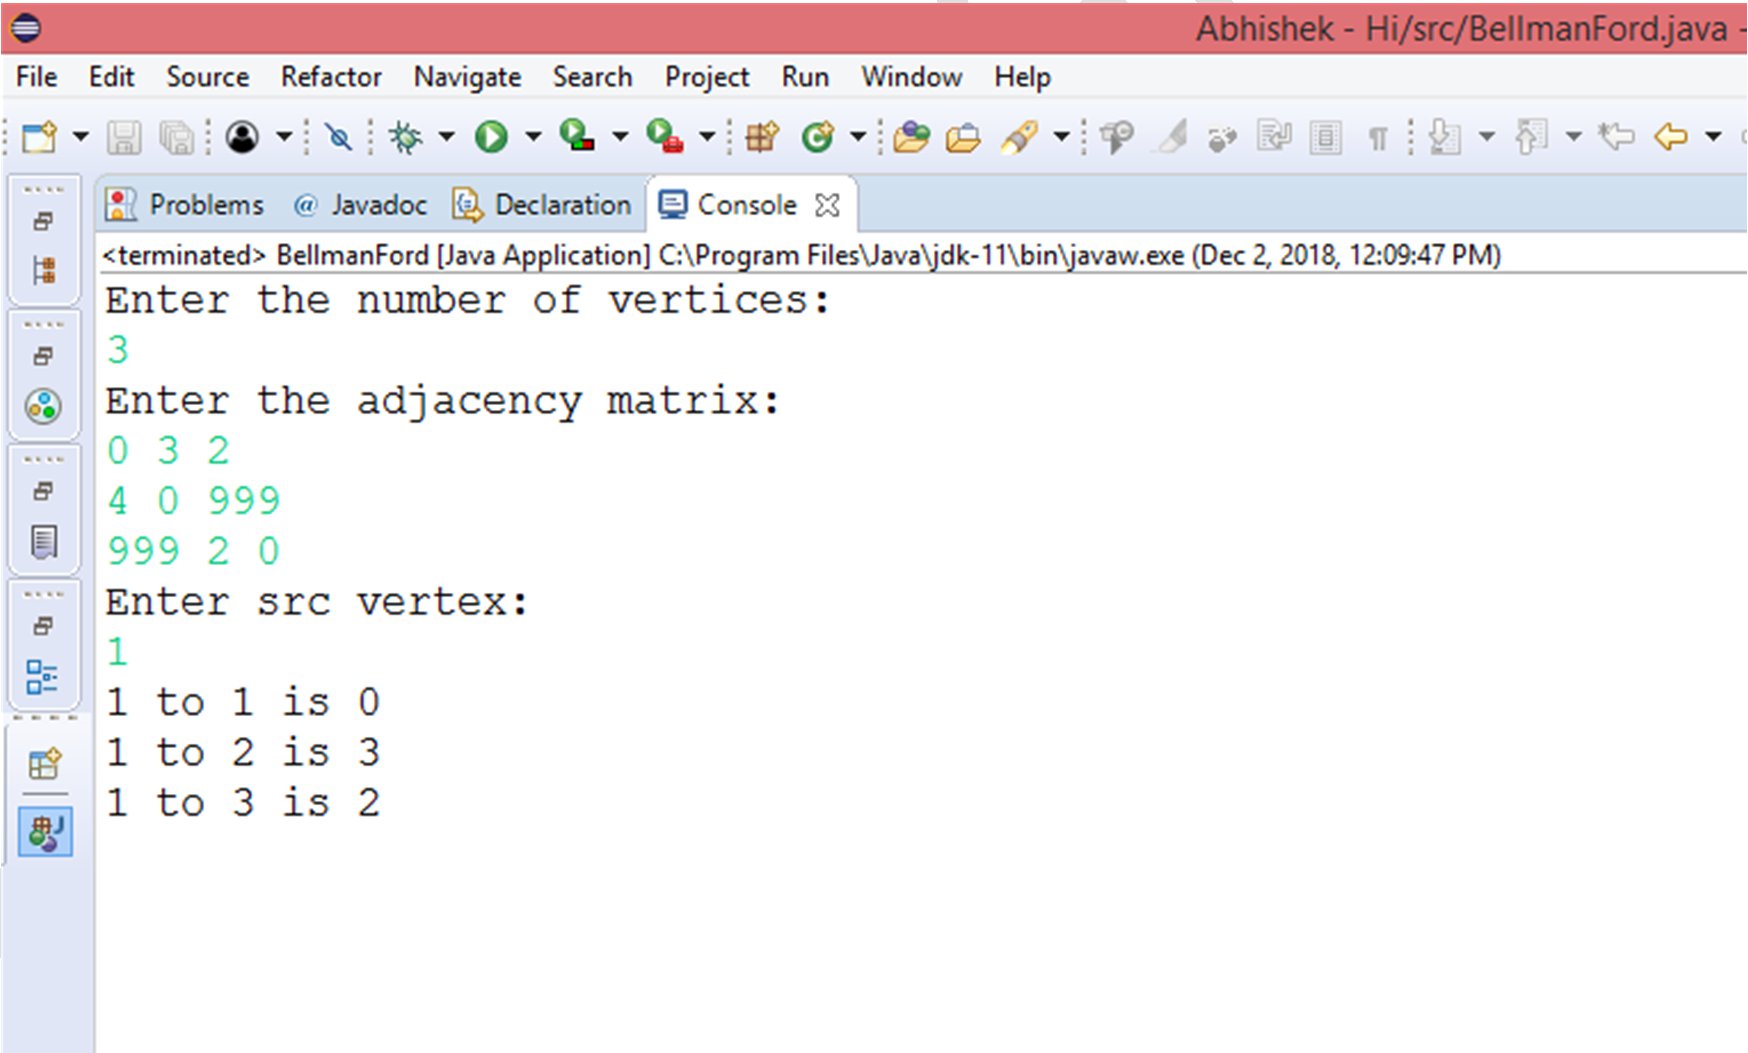 Abhishek - Hi/src/BellmanFord.java -
File Edit Source Refactor Navigate Search Project Run Window Help
Problems @ Javadoc Declaration Console
<terminated> BellmanFord [Java Application] C:\Program Files\Java\jdk-11\bin\javaw.exe (Dec 2, 2018, 12:09:47 PM)
Enter the number of vertices:
3
Enter the adjacency matrix:
0 3 2
4 0 999
999 2 0
Enter src vertex:
1
1 to 1 is 0
1 to 2 is 3
1 to 3 is 2